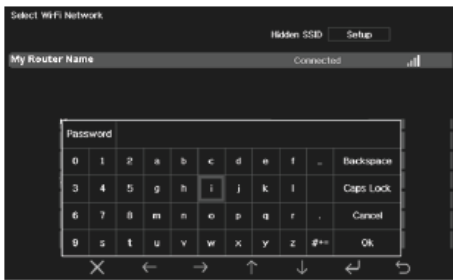 Select WiFi Network
Hidden SSID Setup
My Router Name Connected
Password
0 1 2 a b c d e f - Backspace
3 4 5 g h i j k l Caps Lock
6 7 8 m n o p q r . Cancel
9 s t u v w x y z #+= Ok